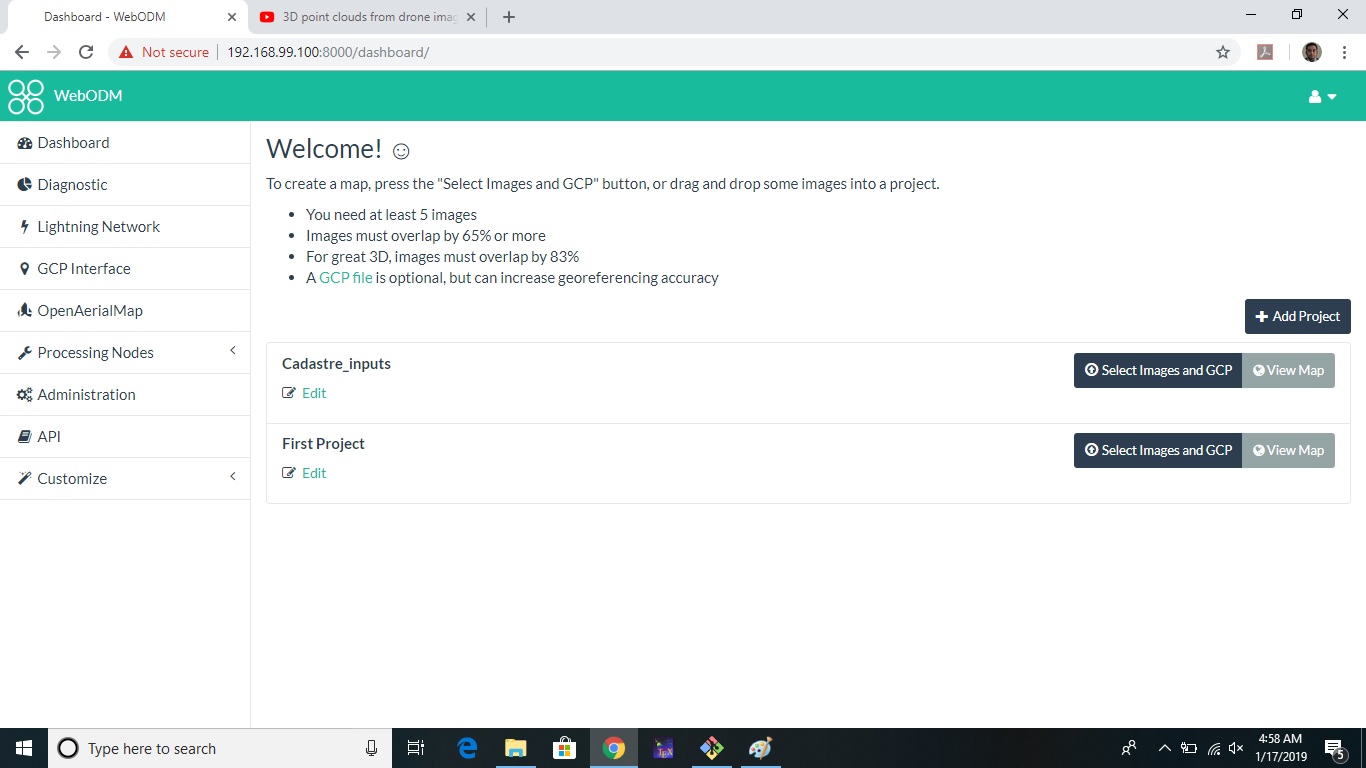 Dashboard - WebODM
3D point clouds from drone imag
Not secure
192.168.99.100:8000/dashboard/
WebODM
Dashboard
Diagnostic
Lightning Network
GCP Interface
OpenAerialMap
Processing Nodes
Administration
API
Customize
Welcome!
To create a map, press the "Select Images and GCP" button, or drag and drop some images into a project.
You need at least 5 images
Images must overlap by 65% or more
For great 3D, images must overlap by 83%
A GCP file is optional, but can increase georeferencing accuracy
Add Project
Cadastre_inputs
Select Images and GCP
View Map
Edit
First Project
Select Images and GCP
View Map
Edit
Type here to search
TEX
4:58 AM
1/17/2019
5